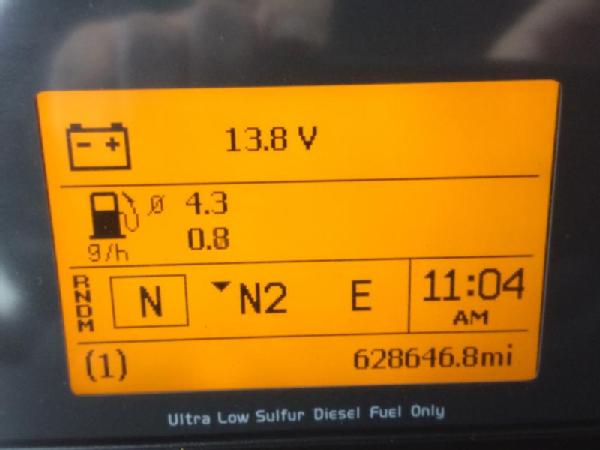 - +
13.8 V
Ø 4.3
g/h 0.8
RNDM N N2 E 11:04 AM
(1) 628646.8mi
Ultra Low Sulfur Diesel Fuel Only